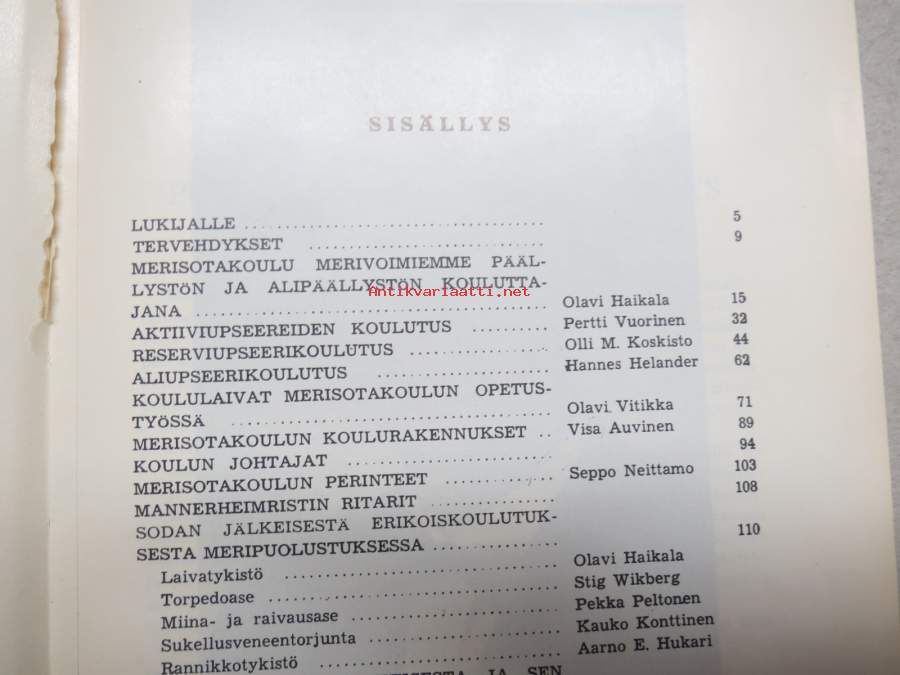 SISÄLLYS
LUKIJALLE ........ 5
TERVEHDYKSET ........ 9
MERISOTAKOULU MERIVOIMIEMME PÄÄL-
LYSTÖN JA ALIPÄÄLLYSTÖN KOULUTTA-
Antikvariaatti.net
JANA ........ Olavi Haikala 15
AKTIIVIUPSEEREIDEN KOULUTUS ........ Pertti Vuorinen 32
RESERVIUPSEERIKOULUTUS ........ Olli M. Koskisto 44
ALIUPSEERIKOULUTUS ........ Hannes Helander 62
KOULULAIVAT MERISOTAKOULUN OPETUS-
TYÖSSÄ ........ Olavi Vitikka 71
MERISOTAKOULUN KOULURAKENNUKSET .. Visa Auvinen 89
KOULUN JOHTAJAT ........ 94
MERISOTAKOULUN PERINTEET ........ Seppo Neittamo 103
MANNERHEIMRISTIN RITARIT ........ 108
SODAN JÄLKEISESTÄ ERIKOISKOULUTUK-
SESTA MERIPUOLUSTUKSESSA ........ 110
Laivatykistö ........ Olavi Haikala
Torpedoase ........ Stig Wikberg
Miina- ja raivausase ........ Pekka Peltonen
Sukellusveneentorjunta ........ Kauko Konttinen
Rannikkotykistö ........ Aarno E. Hukari
JA SEN